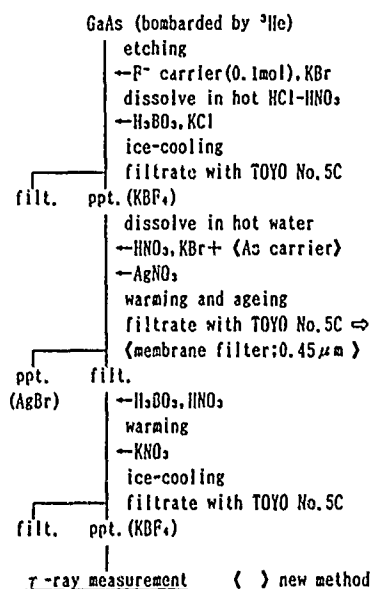 GaAs (bombarded by ³He)
etching
←F⁻ carrier(0.1mol),KBr
dissolve in hot HCl-HNO₃
←H₃BO₃,KCl
ice-cooling
filtrate with TOYO No.5C
filt. ppt.(KBF₄)
dissolve in hot water
←HNO₃,KBr+ 《As carrier》
←AgNO₃
warming and ageing
filtrate with TOYO No.5C ⇨
《membrane filter:0.45μm》
ppt. filt.
(AgBr)
←H₃BO₃,HNO₃
warming
←KNO₃
ice-cooling
filtrate with TOYO No.5C
filt. ppt.(KBF₄)
γ-ray measurement 《 》 new method